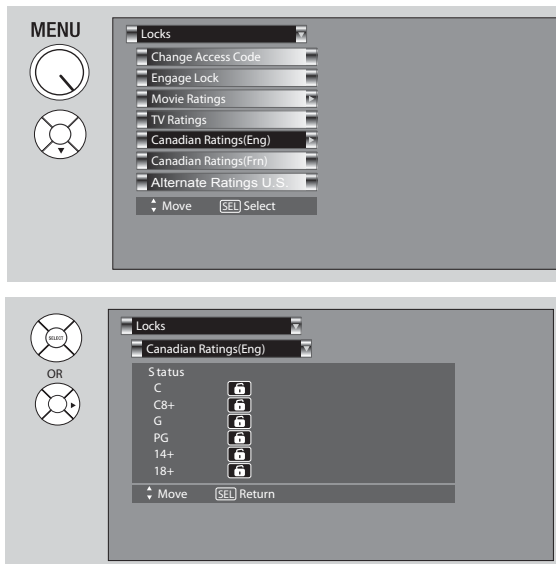 MENU
Locks
Change Access Code
Engage Lock
Movie Ratings
TV Ratings
Canadian Ratings(Eng)
Canadian Ratings(Frn)
Alternate Ratings U.S.
Move SEL Select
SELECT
OR
Locks
Canadian Ratings(Eng)
Status
C
C8+
G
PG
14+
18+
Move SEL Return